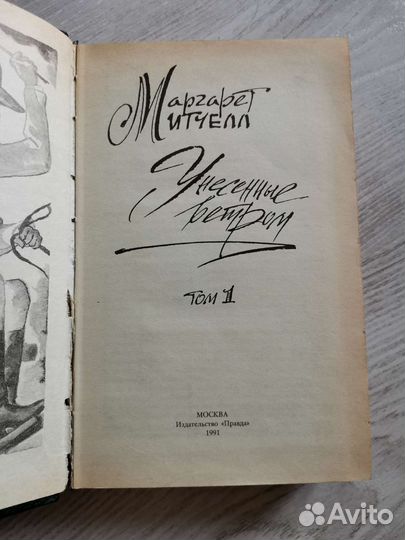 Маргарет
Митчелл
Унесенные
ветром
ТОМ 1
МОСКВА
Издательство «Правда»
1991
Avito